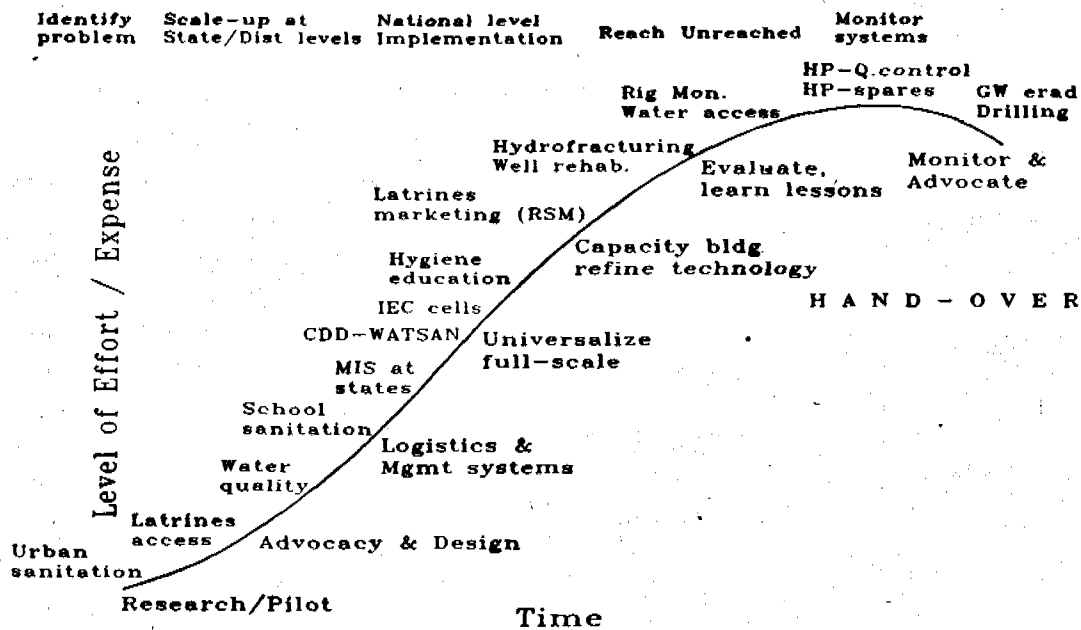 Identify
problem
Scale-up at
State/Dist levels
National level
Implementation
Reach Unreached
Monitor
systems
HP-Q.control
HP-spares
GW erad
Drilling
Rig Mon.
Water access
Hydrofracturing
Well rehab.
Evaluate,
learn lessons
Monitor &
Advocate
Latrines
marketing (RSM)
Capacity bldg
refine technology
Hygiene
education
HAND-OVER
IEC cells
CDD-WATSAN
Universalize
full-scale
MIS at
states
School
sanitation
Logistics &
Mgmt systems
Water
quality
Latrines
access
Advocacy & Design
Urban
sanitation
Research/Pilot
Level of Effort / Expense
Time